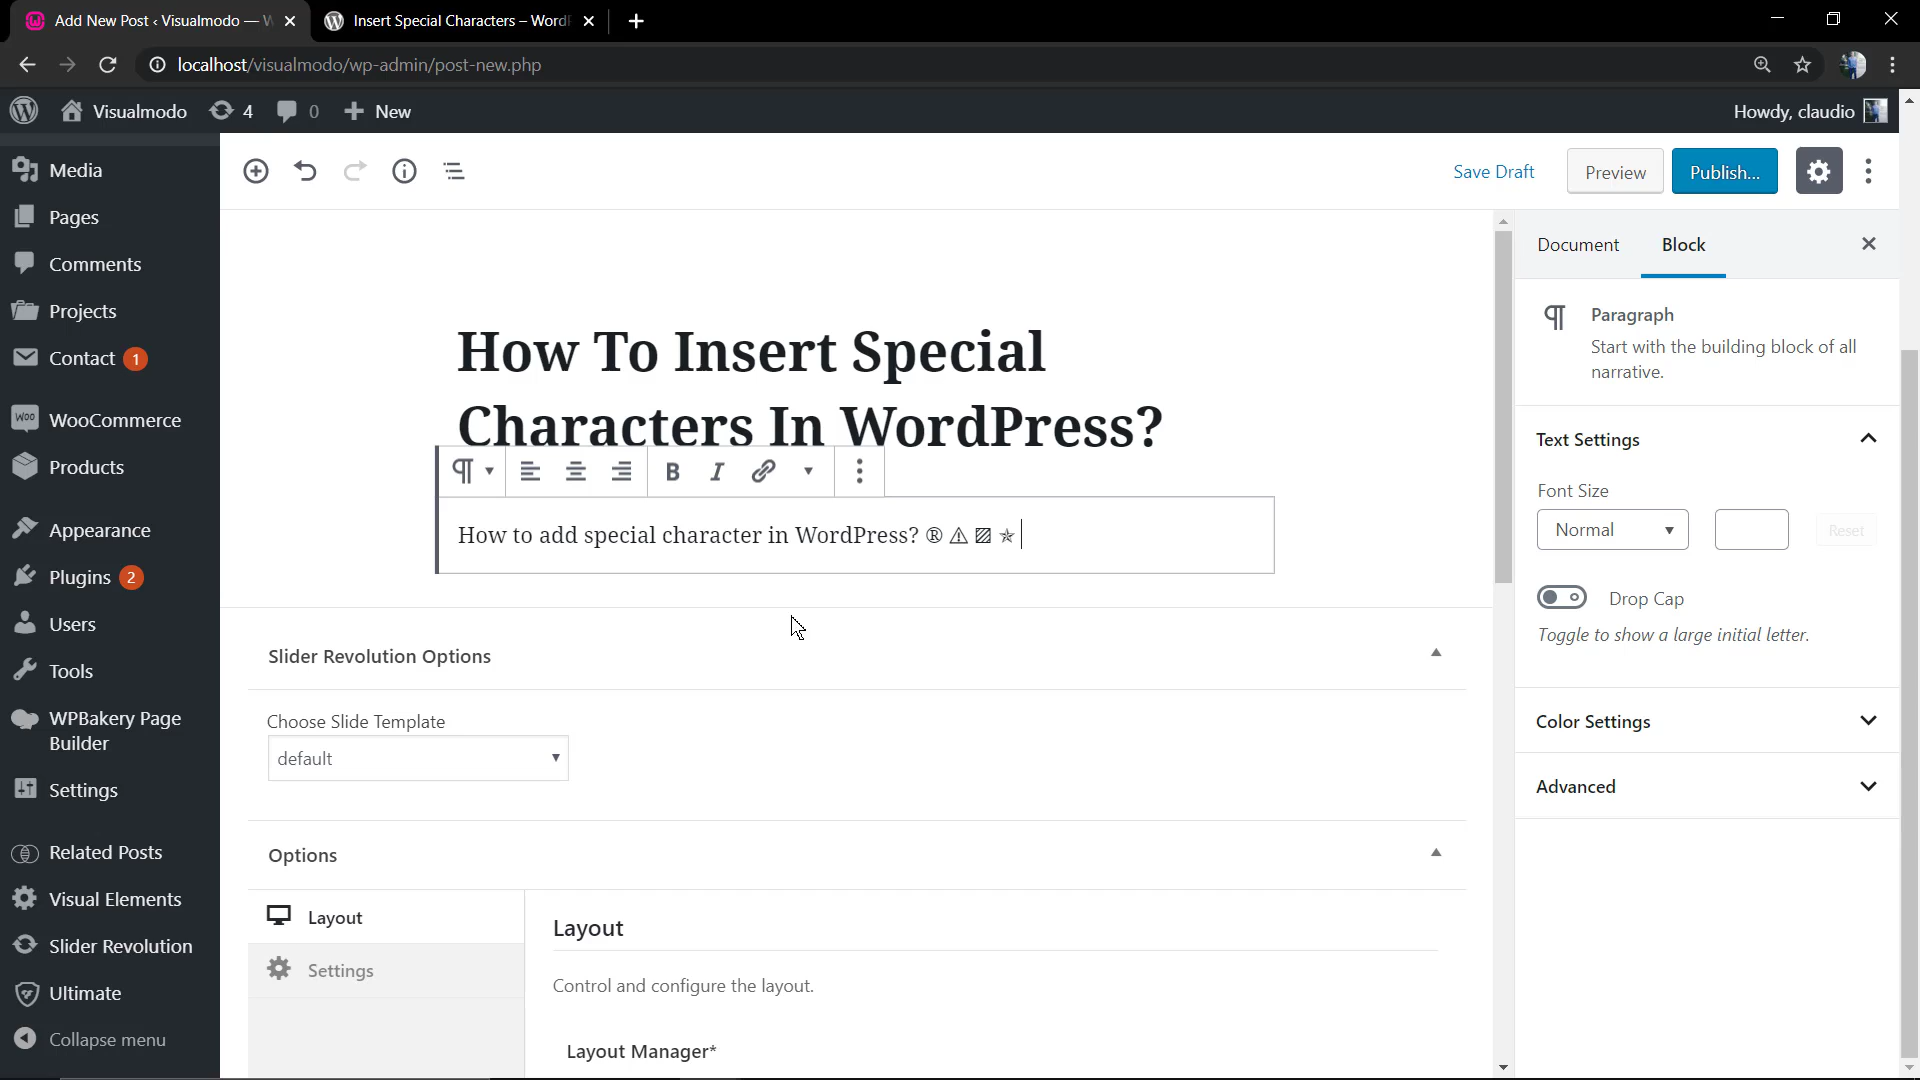 Add New Post ‹ Visualmodo — W
Insert Special Characters – Word
localhost/visualmodo/wp-admin/post-new.php
Visualmodo
4
0
New
Howdy, claudio
Media
Pages
Comments
Projects
Contact 1
WooCommerce
Products
Appearance
Plugins 2
Users
Tools
WPBakery Page
Builder
Settings
Related Posts
Visual Elements
Slider Revolution
Ultimate
Collapse menu
Save Draft
Preview
Publish...
How To Insert Special
Characters In WordPress?
B I
How to add special character in WordPress? ® ⚠ ▨ ✯
Slider Revolution Options
Choose Slide Template
default
Options
Layout
Settings
Layout
Control and configure the layout.
Layout Manager*
Document
Block
Paragraph
Start with the building block of all
narrative.
Text Settings
Font Size
Normal
Reset
Drop Cap
Toggle to show a large initial letter.
Color Settings
Advanced